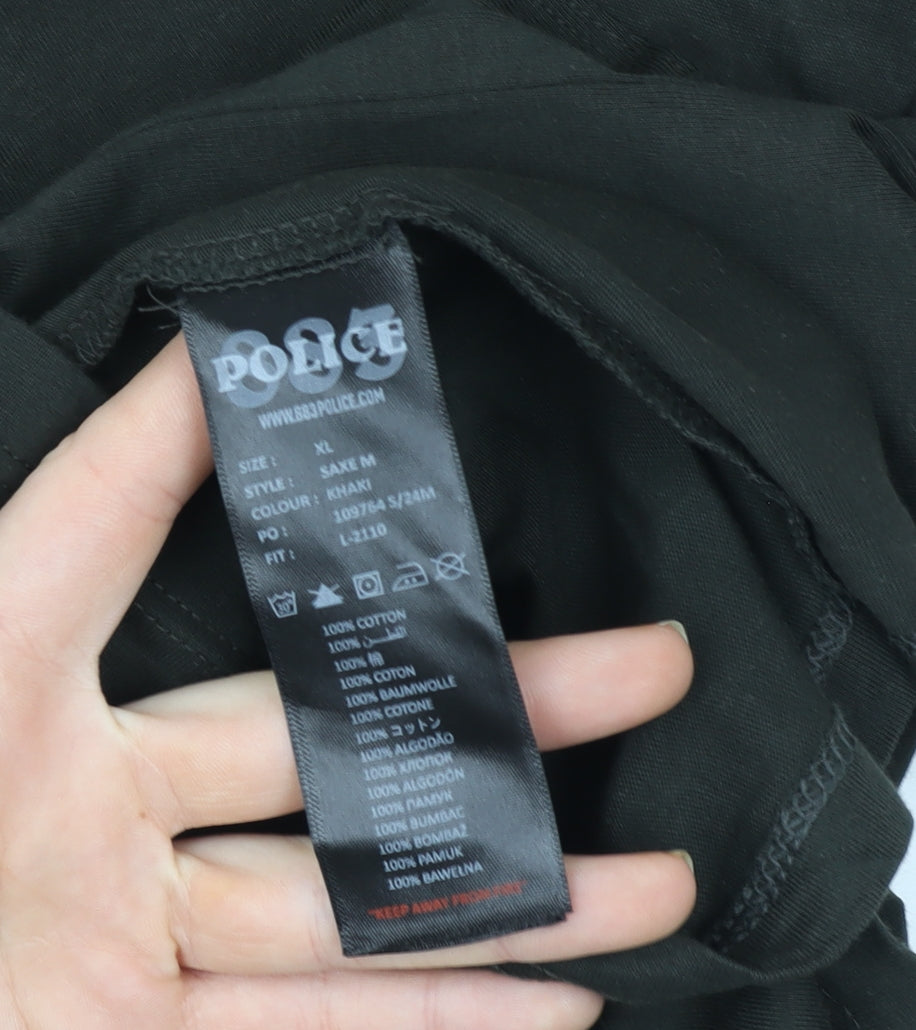 883
POLICE
WWW.883POLICE.COM
SIZE : XL
STYLE : SAXE M
COLOUR : KHAKI
PO : 109764 S/24M
FIT : L-2110
30°
100% COTTON
100% القطــن
100% 棉
100% COTON
100% BAUMWOLLE
100% COTONE
100% コットン
100% ALGODÃO
100% ХЛОПОК
100% ALGODÓN
100% ПАМУК
100% BUMBAC
100% BOMBAŽ
100% PAMUK
100% BAWEŁNA
"KEEP AWAY FROM FIRE"